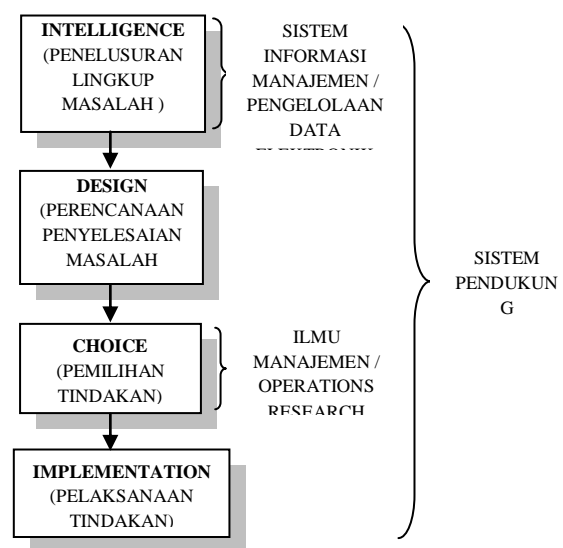 INTELLIGENCE
(PENELUSURAN
LINGKUP
MASALAH )
SISTEM
INFORMASI
MANAJEMEN /
PENGELOLAAN
DATA
ELEKTRONIK
DESIGN
(PERENCANAAN
PENYELESAIAN
MASALAH
SISTEM
PENDUKUN
G
CHOICE
(PEMILIHAN
TINDAKAN)
ILMU
MANAJEMEN /
OPERATIONS
RESEARCH
IMPLEMENTATION
(PELAKSANAAN
TINDAKAN)